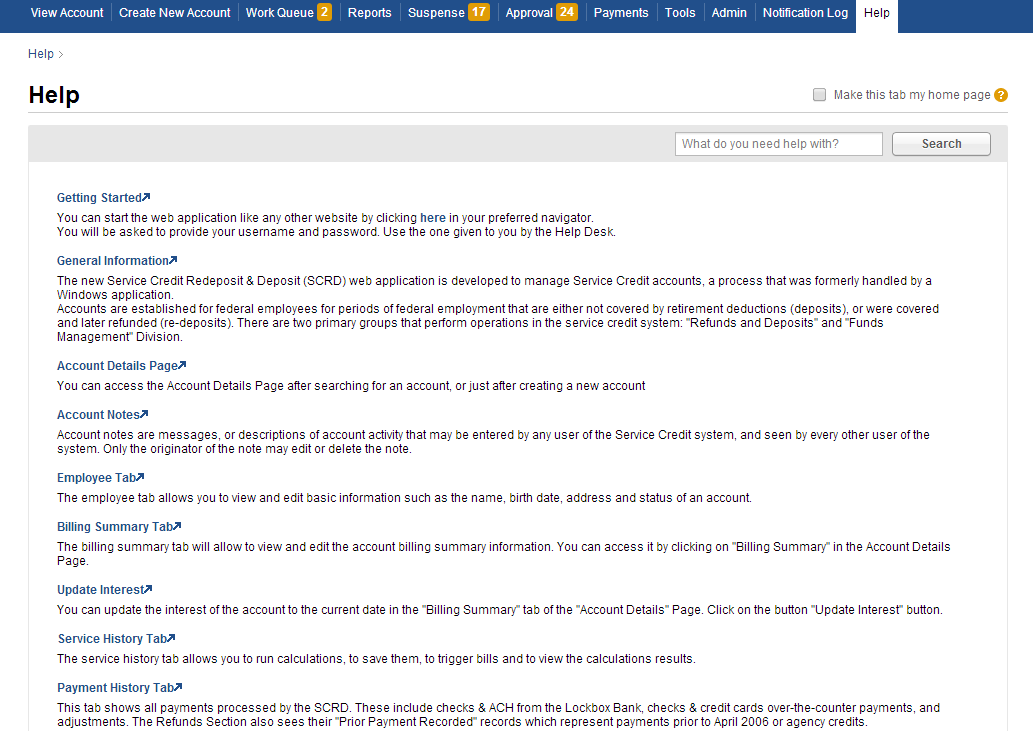 View Account Create New Account Work Queue 2 Reports Suspense 17 Approval 24 Payments Tools Admin Notification Log Help
Help >
Help
Make this tab my home page ?
What do you need help with? Search
Getting Started
You can start the web application like any other website by clicking here in your preferred navigator.
You will be asked to provide your username and password. Use the one given to you by the Help Desk.
General Information
The new Service Credit Redeposit & Deposit (SCRD) web application is developed to manage Service Credit accounts, a process that was formerly handled by a
Windows application.
Accounts are established for federal employees for periods of federal employment that are either not covered by retirement deductions (deposits), or were covered
and later refunded (re-deposits). There are two primary groups that perform operations in the service credit system: "Refunds and Deposits" and "Funds
Management" Division.
Account Details Page
You can access the Account Details Page after searching for an account, or just after creating a new account
Account Notes
Account notes are messages, or descriptions of account activity that may be entered by any user of the Service Credit system, and seen by every other user of the
system. Only the originator of the note may edit or delete the note.
Employee Tab
The employee tab allows you to view and edit basic information such as the name, birth date, address and status of an account.
Billing Summary Tab
The billing summary tab will allow to view and edit the account billing summary information. You can access it by clicking on "Billing Summary" in the Account Details
Page.
Update Interest
You can update the interest of the account to the current date in the "Billing Summary" tab of the "Account Details" Page. Click on the button "Update Interest" button.
Service History Tab
The service history tab allows you to run calculations, to save them, to trigger bills and to view the calculations results.
Payment History Tab
This tab shows all payments processed by the SCRD. These include checks & ACH from the Lockbox Bank, checks & credit cards over-the-counter payments, and
adjustments. The Refunds Section also sees their "Prior Payment Recorded" records which represent payments prior to April 2006 or agency credits.